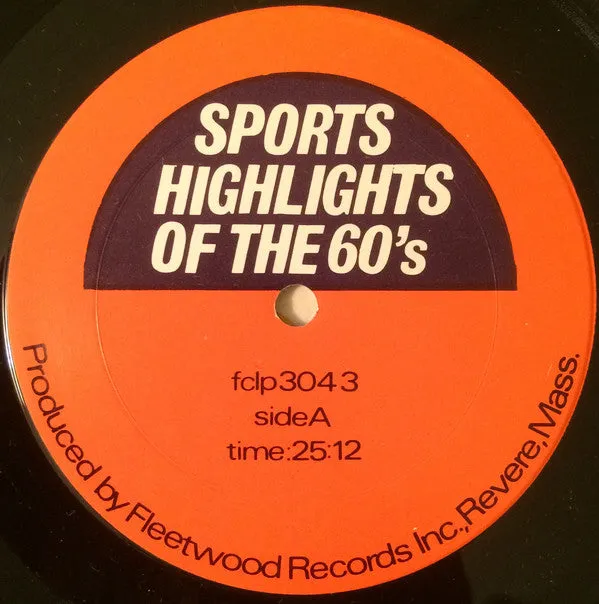 SPORTS
HIGHLIGHTS
OF THE 60's
fclp3043
sideA
time:25:12
Produced by Fleetwood Records Inc.,Revere,Mass.